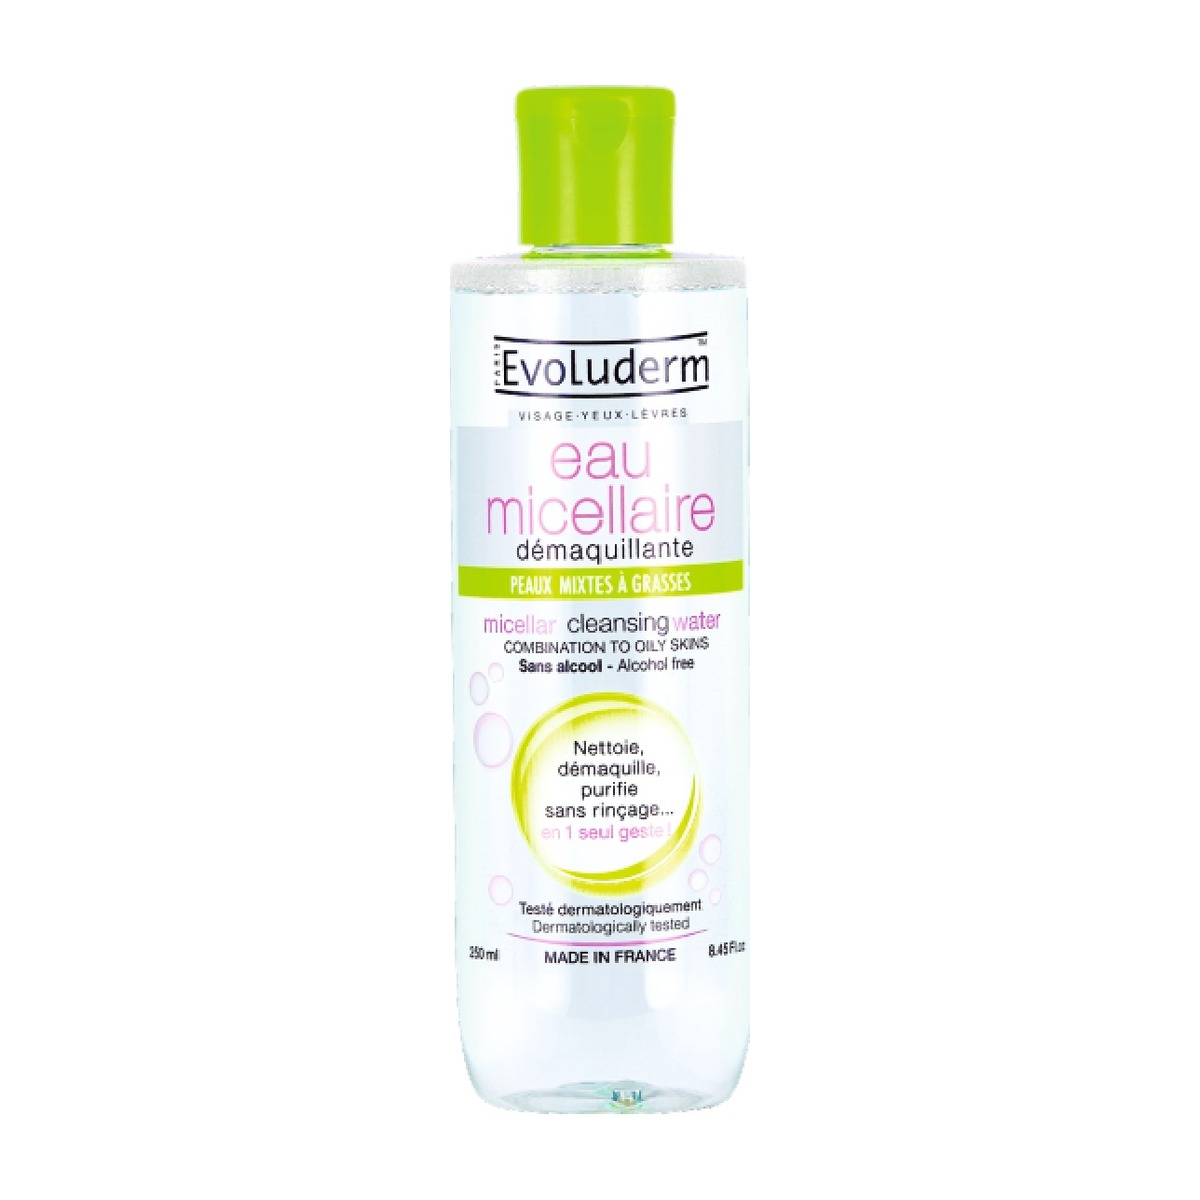 PARIS
Evoluderm™
VISAGE·YEUX·LÈVRES
eau
micellaire
démaquillante
PEAUX MIXTES À GRASSES
micellar cleansing water
COMBINATION TO OILY SKINS
Sans alcool - Alcohol free
Nettoie,
démaquille,
purifie
sans rinçage...
en 1 seul geste !
Testé dermatologiquement
Dermatologically tested
250 ml MADE IN FRANCE 8.45 Fl.oz